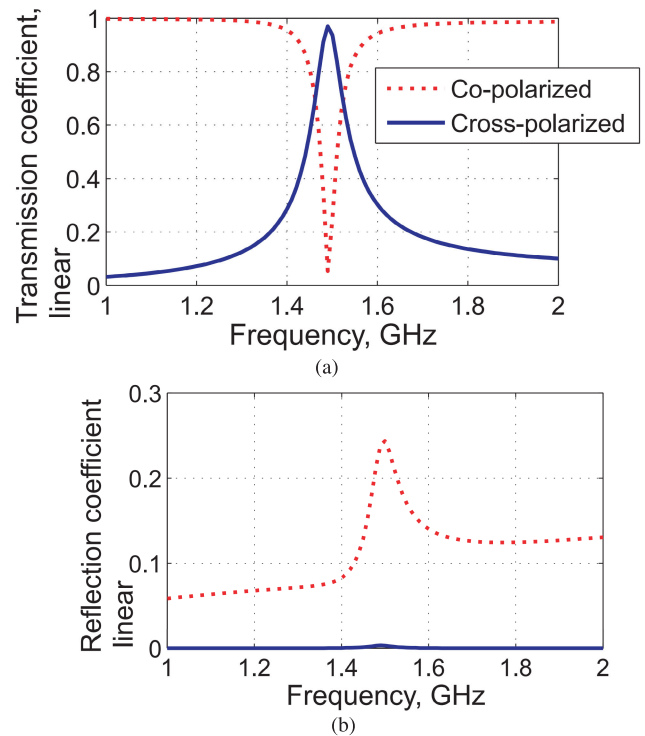 Transmission coefficient,
linear
1
0.8
0.6
0.4
0.2
0
1
1.2
1.4
1.6
1.8
2
Co-polarized
Cross-polarized
Frequency, GHz
(a)
Reflection coefficient
linear
0.3
0.2
0.1
0
1
1.2
1.4
1.6
1.8
2
Frequency, GHz
(b)